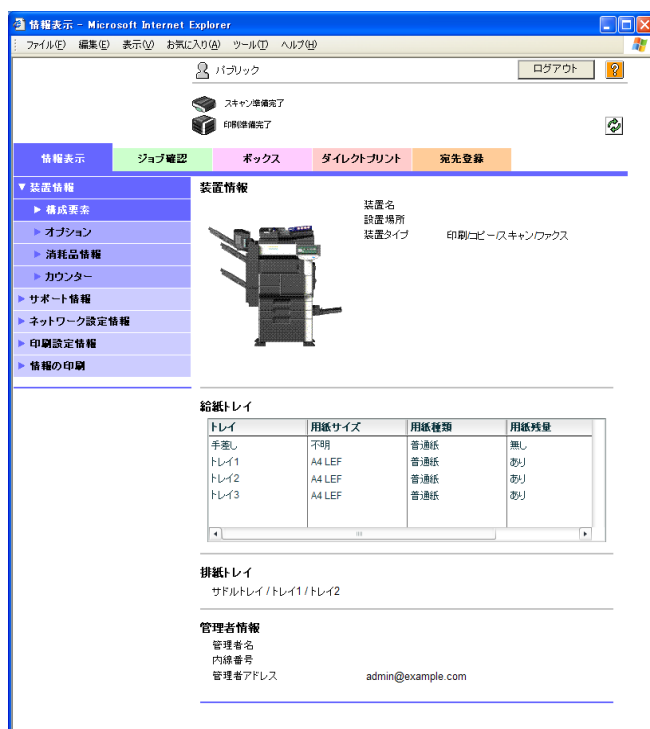 情報表示 - Microsoft Internet Explorer
ファイル(F) 編集(E) 表示(V) お気に入り(A) ツール(T) ヘルプ(H)
パブリック
ログアウト
?
スキャン準備完了
印刷準備完了
情報表示 ジョブ確認 ボックス ダイレクトプリント 宛先登録
▼ 装置情報
▶ 構成要素
▶ オプション
▶ 消耗品情報
▶ カウンター
▶ サポート情報
▶ ネットワーク設定情報
▶ 印刷設定情報
▶ 情報の印刷
装置情報
装置名
設置場所
装置タイプ 印刷/コピー/スキャン/ファクス
給紙トレイ
トレイ 用紙サイズ 用紙種類 用紙残量
手差し 不明 普通紙 無し
トレイ1 A4 LEF 普通紙 あり
トレイ2 A4 LEF 普通紙 あり
トレイ3 A4 LEF 普通紙 あり
排紙トレイ
サドルトレイ / トレイ1 / トレイ2
管理者情報
管理者名
内線番号
管理者アドレス admin@example.com